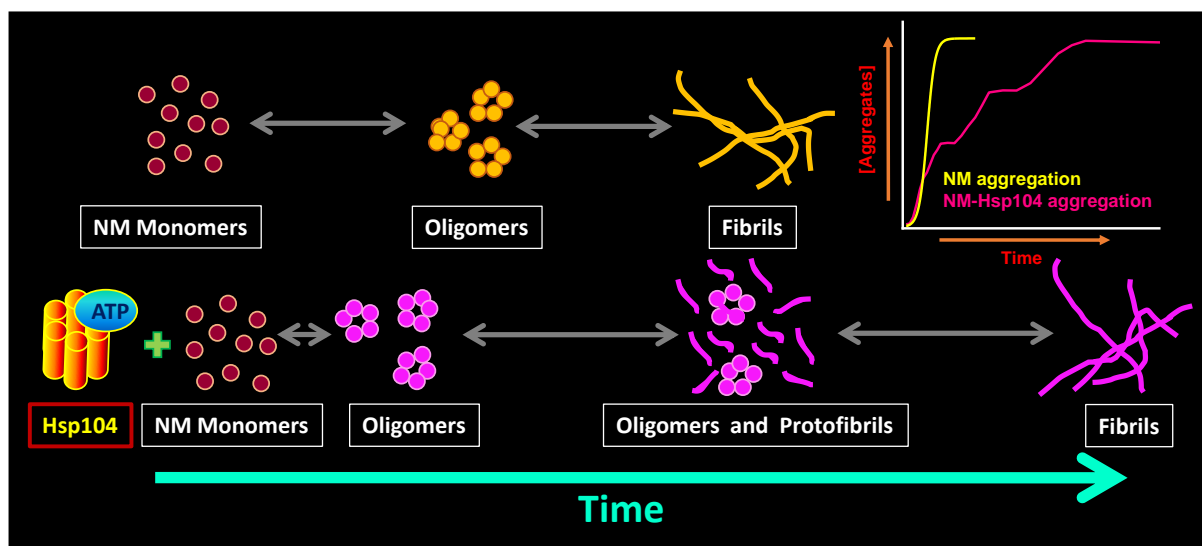 [Aggregates]
NM aggregation
NM-Hsp104 aggregation
Time
NM Monomers
Oligomers
Fibrils
ATP
Hsp104
NM Monomers
Oligomers
Oligomers and Protofibrils
Fibrils
Time